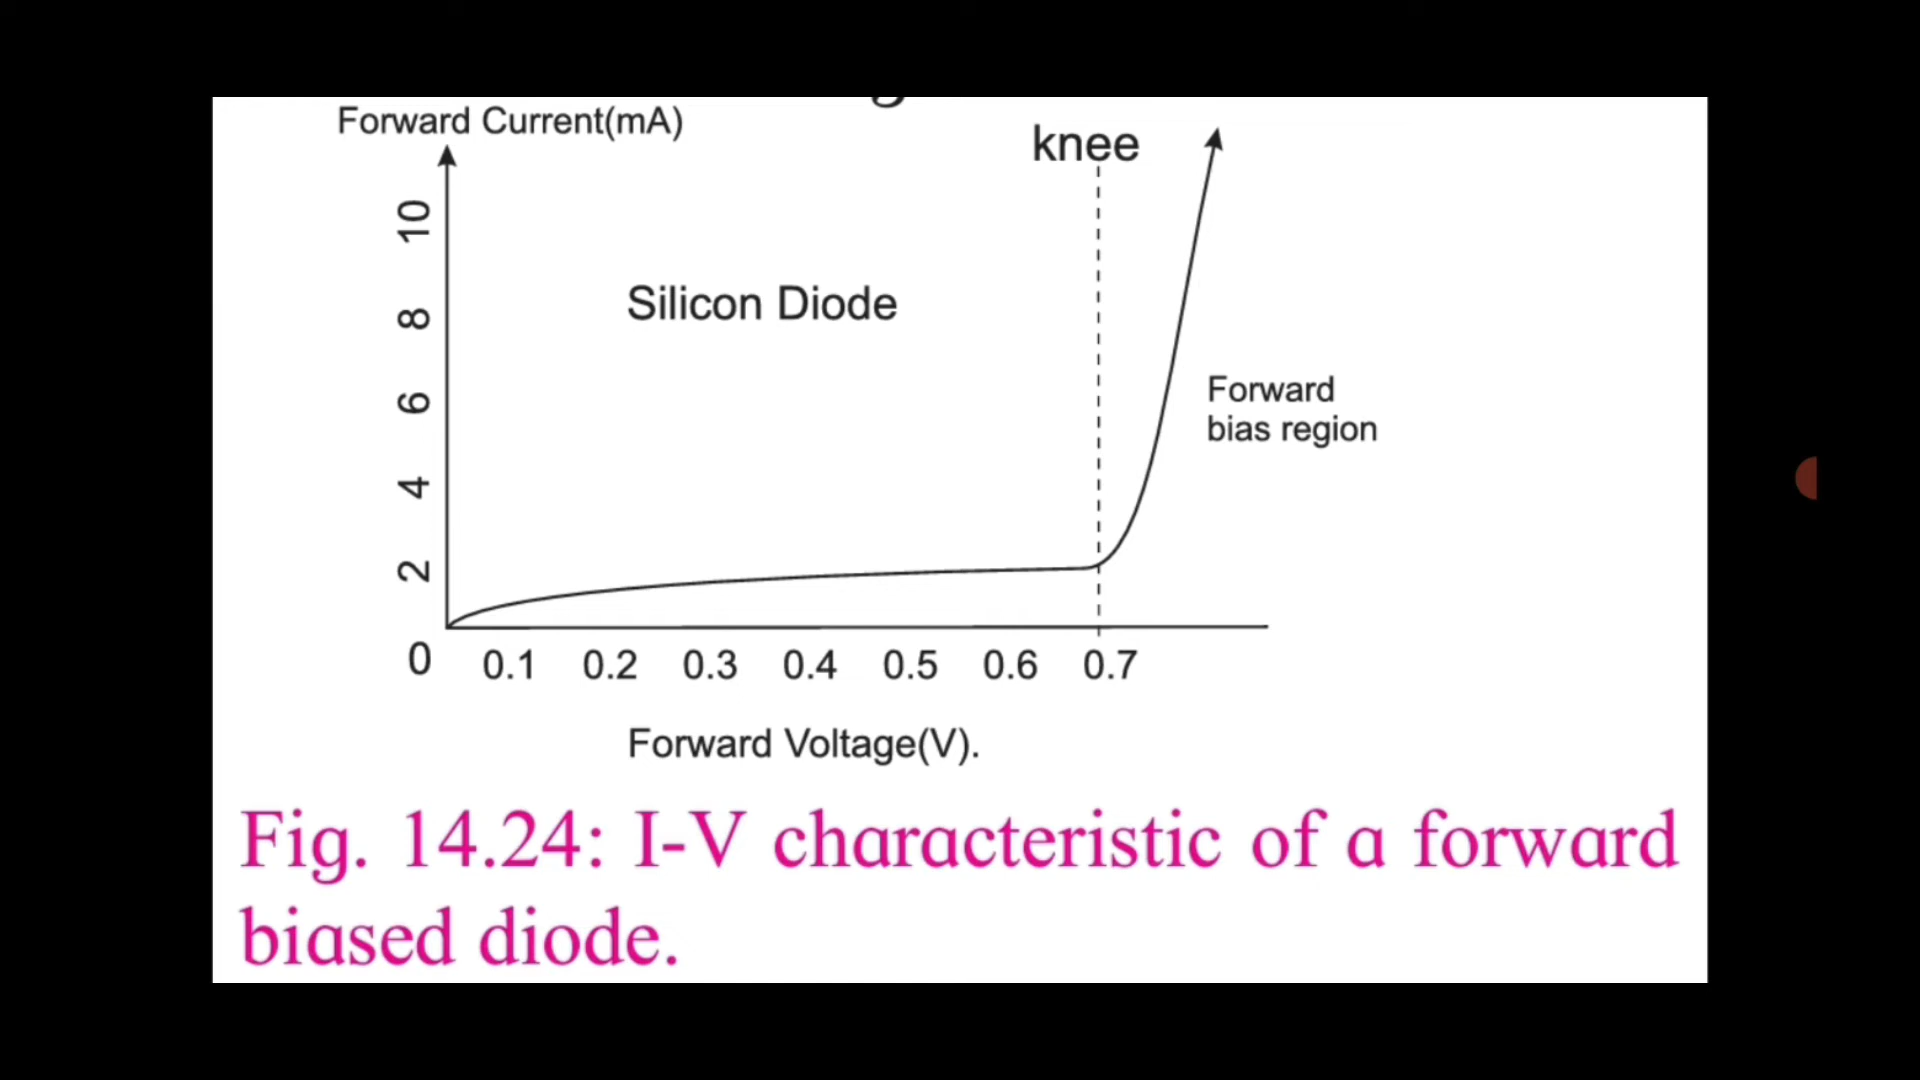 Forward Current(mA)
knee
10
Silicon Diode
8
Forward
bias region
6
4
2
0 0.1 0.2 0.3 0.4 0.5 0.6 0.7
Forward Voltage(V).
Fig. 14.24: I-V characteristic of a forward
biased diode.